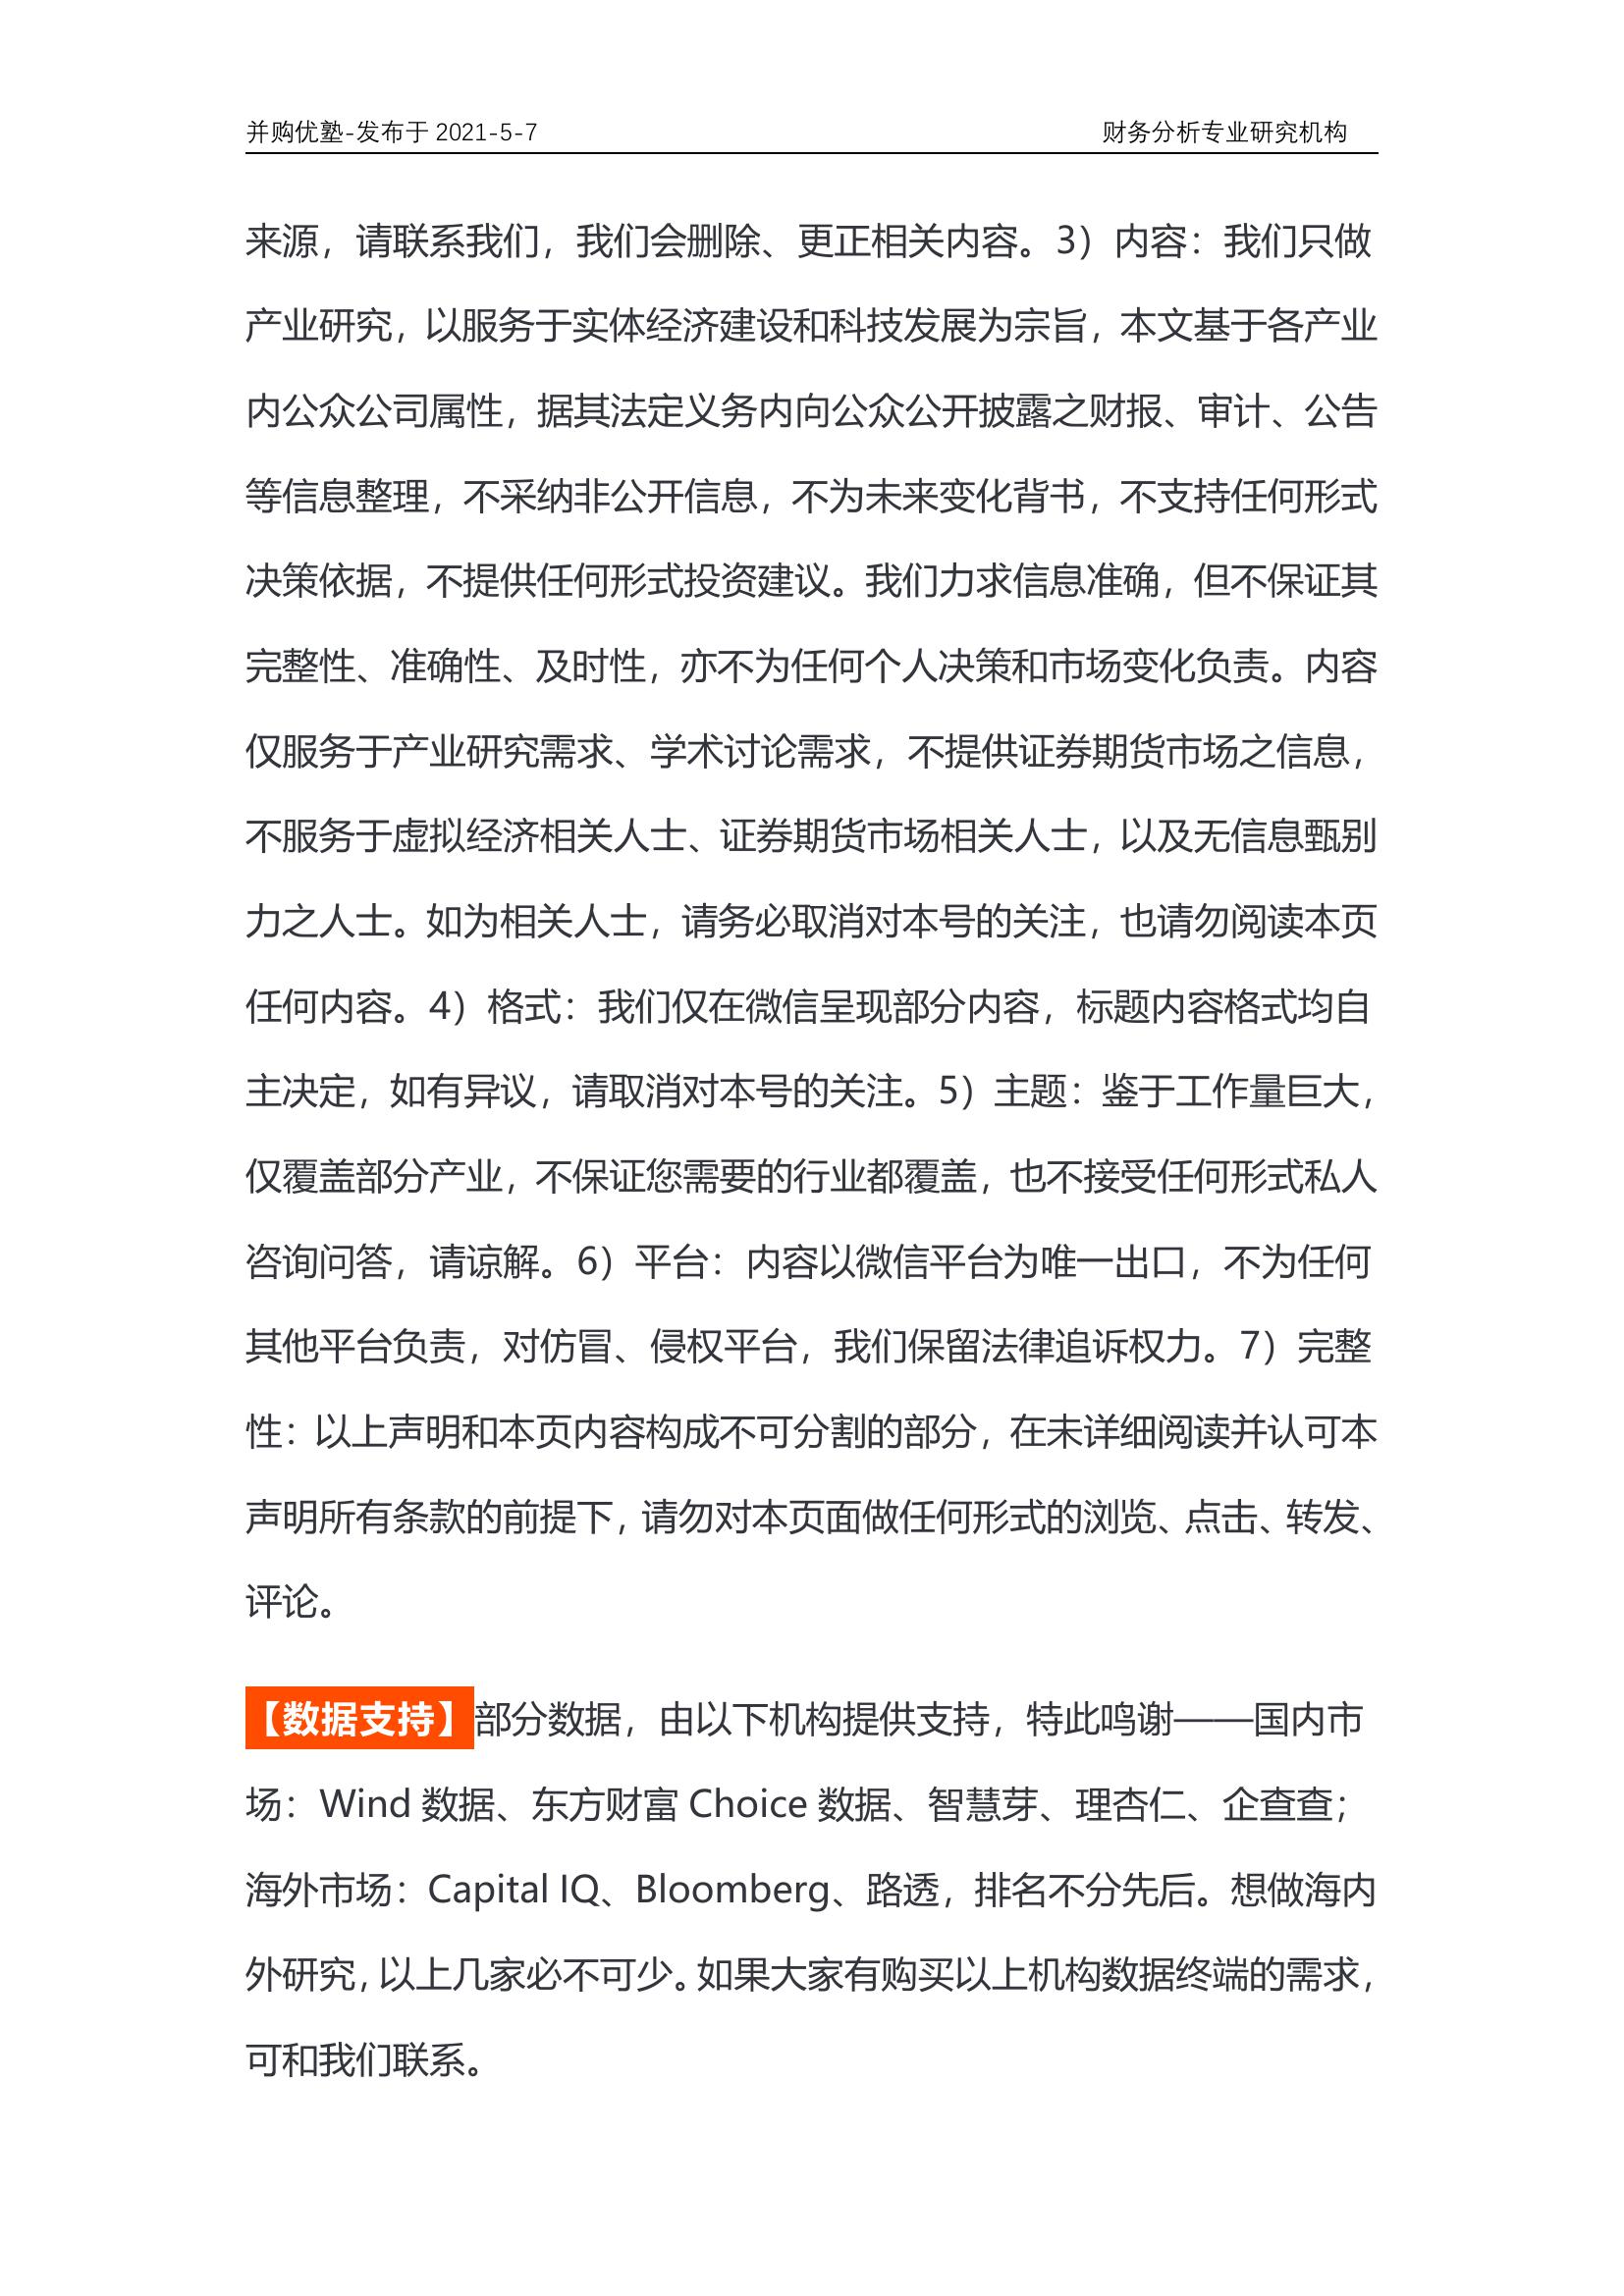 并购优塾-发布于 2021-5-7 财务分析专业研究机构
来源，请联系我们，我们会删除、更正相关内容。3）内容：我们只做
产业研究，以服务于实体经济建设和科技发展为宗旨，本文基于各产业
内公众公司属性，据其法定义务内向公众公开披露之财报、审计、公告
等信息整理，不采纳非公开信息，不为未来变化背书，不支持任何形式
决策依据，不提供任何形式投资建议。我们力求信息准确，但不保证其
完整性、准确性、及时性，亦不为任何个人决策和市场变化负责。内容
仅服务于产业研究需求、学术讨论需求，不提供证券期货市场之信息，
不服务于虚拟经济相关人士、证券期货市场相关人士，以及无信息甄别
力之人士。如为相关人士，请务必取消对本号的关注，也请勿阅读本页
任何内容。4）格式：我们仅在微信呈现部分内容，标题内容格式均自
主决定，如有异议，请取消对本号的关注。5）主题：鉴于工作量巨大，
仅覆盖部分产业，不保证您需要的行业都覆盖，也不接受任何形式私人
咨询问答，请谅解。6）平台：内容以微信平台为唯一出口，不为任何
其他平台负责，对仿冒、侵权平台，我们保留法律追诉权力。7）完整
性：以上声明和本页内容构成不可分割的部分，在未详细阅读并认可本
声明所有条款的前提下，请勿对本页面做任何形式的浏览、点击、转发、
评论。
【数据支持】部分数据，由以下机构提供支持，特此鸣谢——国内市
场：Wind 数据、东方财富 Choice 数据、智慧芽、理杏仁、企查查；
海外市场：Capital IQ、Bloomberg、路透，排名不分先后。想做海内
外研究，以上几家必不可少。如果大家有购买以上机构数据终端的需求，
可和我们联系。